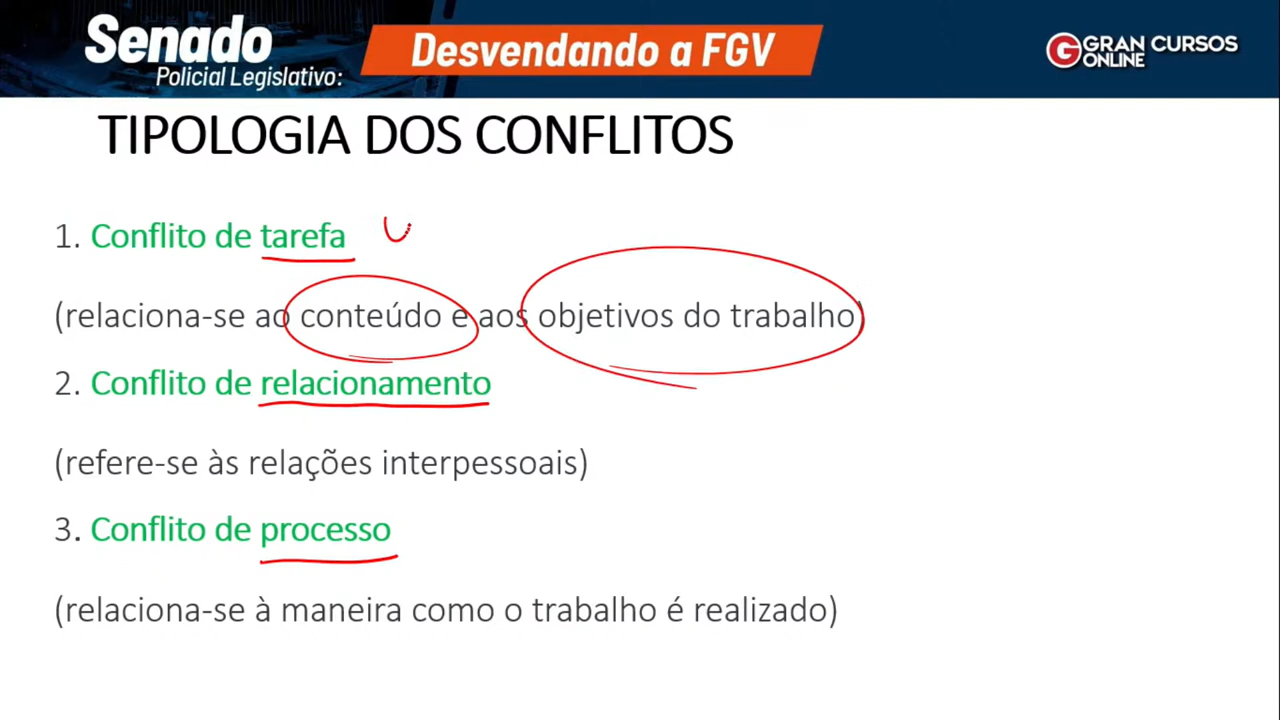 Senado
Policial Legislativo:
Desvendando a FGV
GRAN CURSOS
ONLINE
TIPOLOGIA DOS CONFLITOS
1. Conflito de tarefa
(relaciona-se ao conteúdo e aos objetivos do trabalho)
2. Conflito de relacionamento
(refere-se às relações interpessoais)
3. Conflito de processo
(relaciona-se à maneira como o trabalho é realizado)